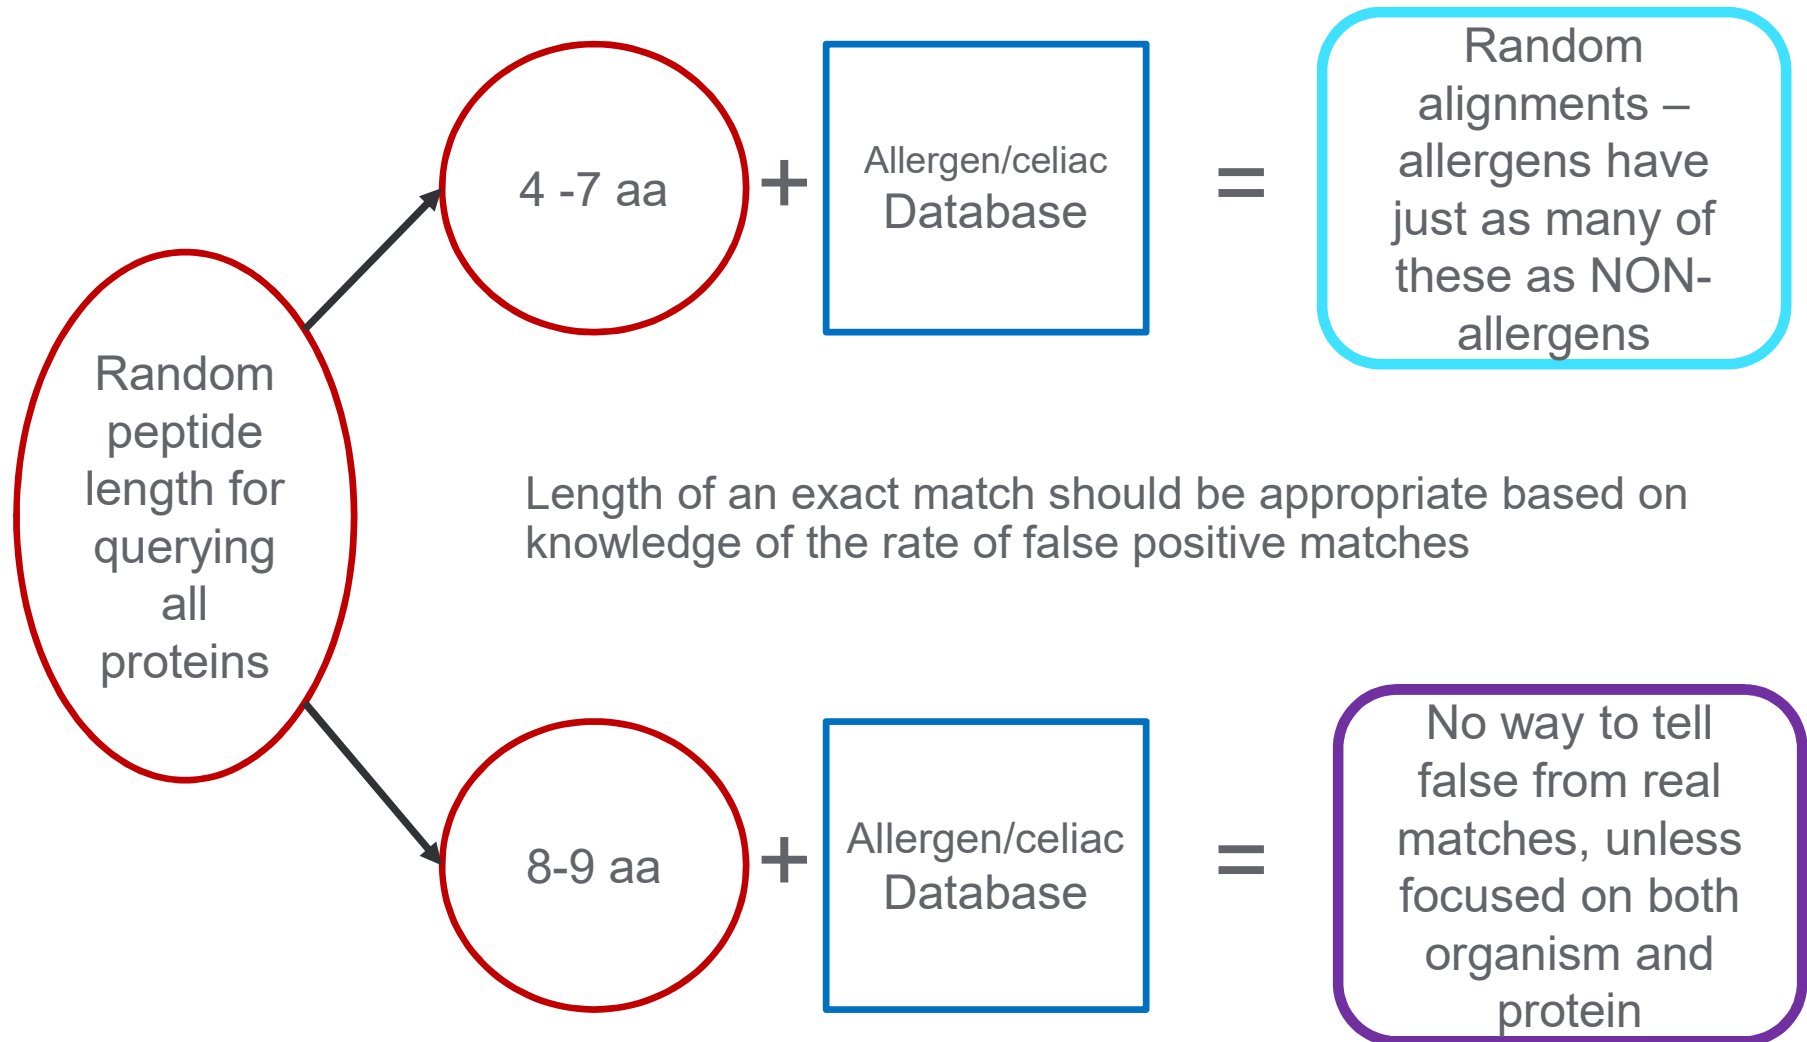 Random
peptide
length for
querying
all
proteins
4 -7 aa
+
Allergen/celiac
Database
=
Random
alignments –
allergens have
just as many of
these as NON-
allergens
Length of an exact match should be appropriate based on
knowledge of the rate of false positive matches
8-9 aa
+
Allergen/celiac
Database
=
No way to tell
false from real
matches, unless
focused on both
organism and
protein